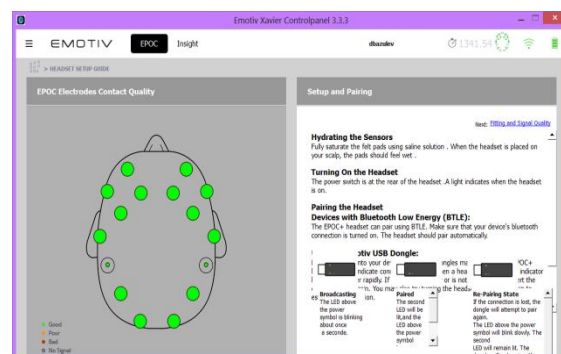 Emotiv Xavier Controlpanel 3.3.3
EMOTIV
EPOC
Insight
dbazulev
1341.54
> HEADSET SETUP GUIDE
EPOC Electrodes Contact Quality
Good
Poor
Bad
No Signal
Setup and Pairing
Next: Fitting and Signal Quality
Hydrating the Sensors
Fully saturate the felt pads using saline solution . When the headset is placed on
your scalp, the pads should feel wet .
Turning On the Headset
The power switch is at the rear of the headset .A light indicates when the headset
is on.
Pairing the Headset
Devices with Bluetooth Low Energy (BTLE):
The EPOC+ headset can pair using BTLE. Make sure that your device's bluetooth
connection is turned on. The headset should pair automatically.
otiv USB Dongle:
Broadcasting
The LED above
the power
symbol is blinking
about once
a second.
Paired
The second
LED will be
lit,and the
LED above
the power
symbol
Re-Pairing State
If the connection is lost, the
dongle will attempt to pair
again.
The LED above the power
symbol will blink slowly. The
second
LED will remain lit. The